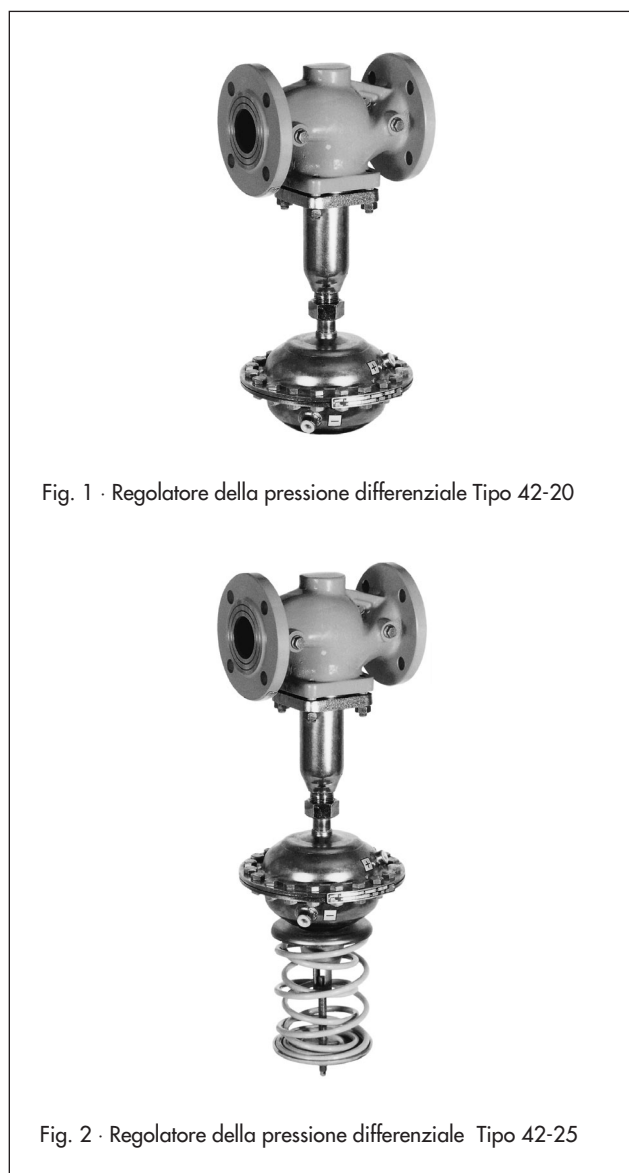 Fig. 1 · Regolatore della pressione differenziale Tipo 42-20
Fig. 2 · Regolatore della pressione differenziale Tipo 42-25